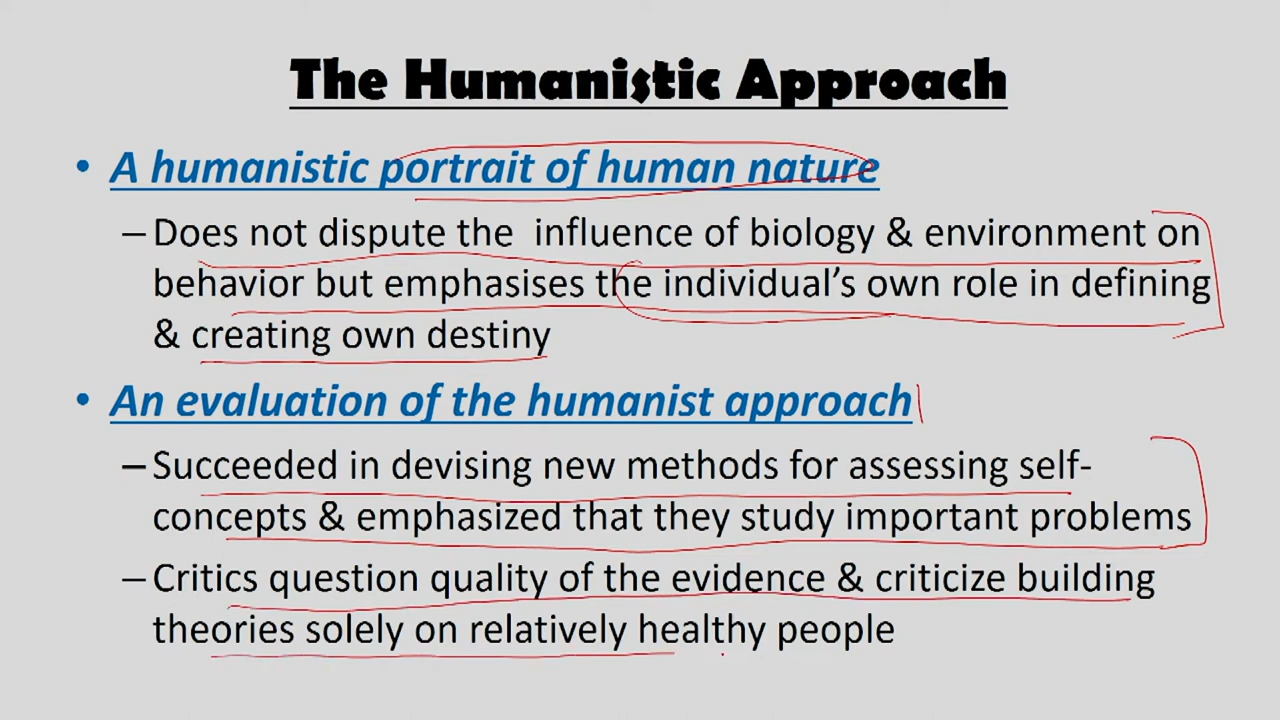 The Humanistic Approach
• A humanistic portrait of human nature
– Does not dispute the influence of biology & environment on
behavior but emphasises the individual's own role in defining
& creating own destiny
• An evaluation of the humanist approach
– Succeeded in devising new methods for assessing self-
concepts & emphasized that they study important problems
– Critics question quality of the evidence & criticize building
theories solely on relatively healthy people